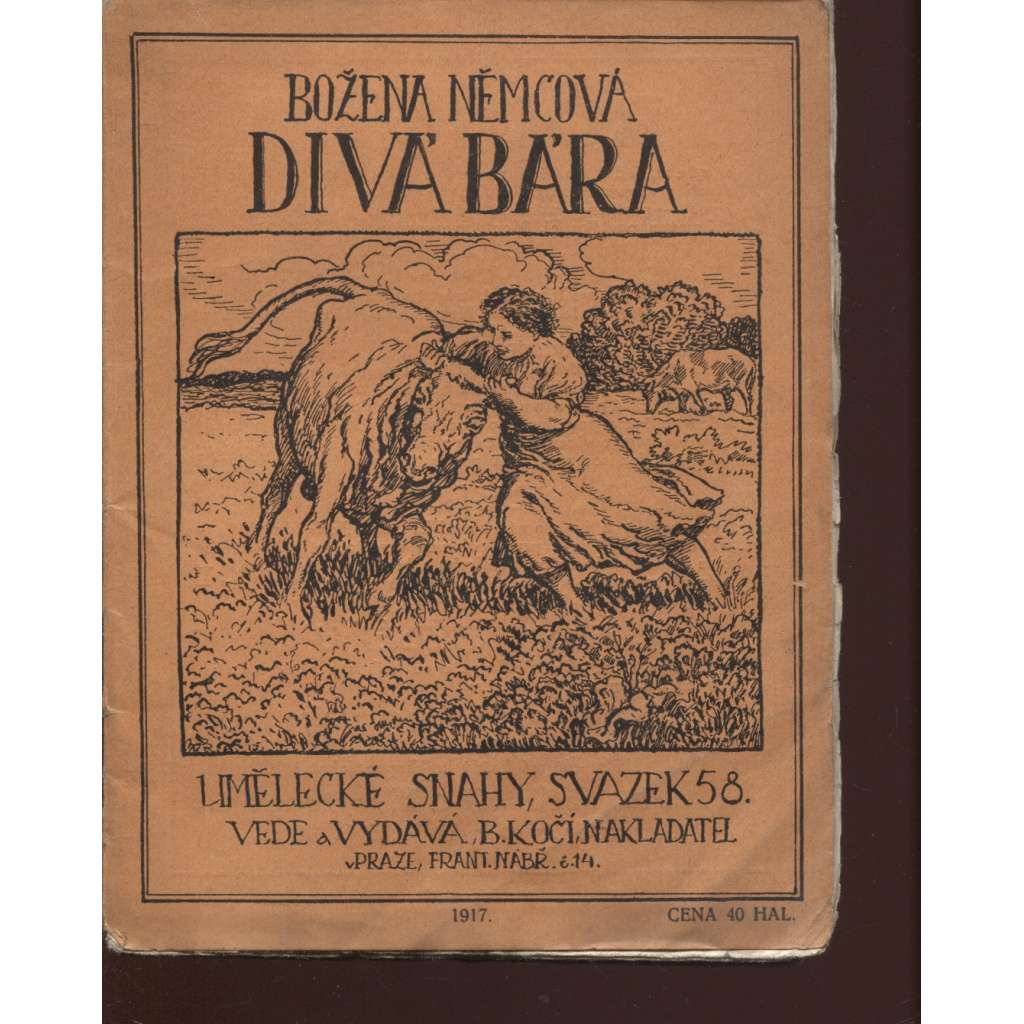 BOŽENA NĚMCOVÁ
DIVÁ BÁRA
UMĚLECKÉ SNAHY, SVAZEK 58.
VEDE a VYDÁVÁ, B. KOČÍ, NAKLADATEL
v PRAZE, FRANT. NÁBŘ. č. 14.
1917.
CENA 40 HAL.